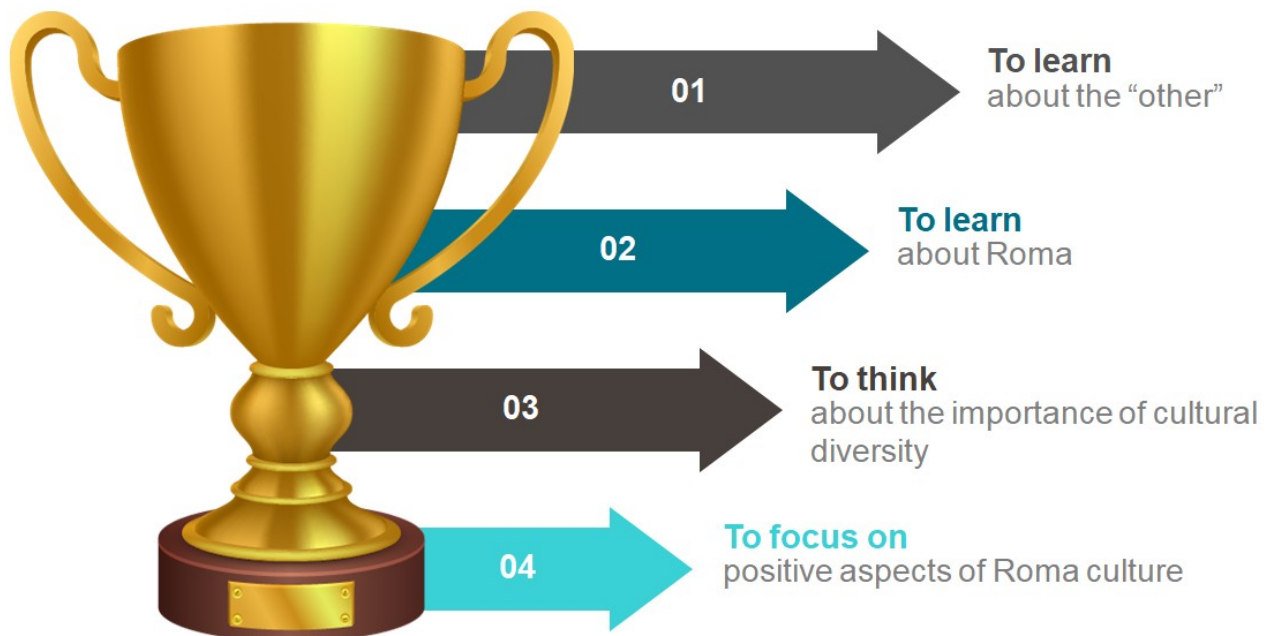 01
To learn
about the “other”
02
To learn
about Roma
03
To think
about the importance of cultural
diversity
04
To focus on
positive aspects of Roma culture